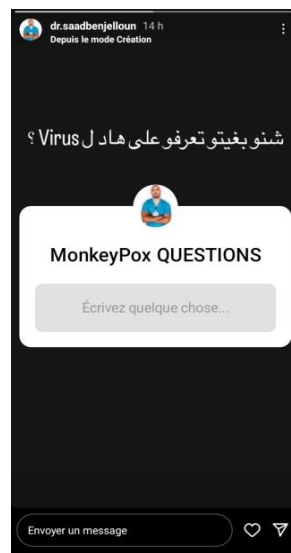 dr.saadbenjelloun 14 h
Depuis le mode Création
شنو بغيتو تعرفو على هاد ل Virus ؟
MonkeyPox QUESTIONS
Écrivez quelque chose...
Envoyer un message